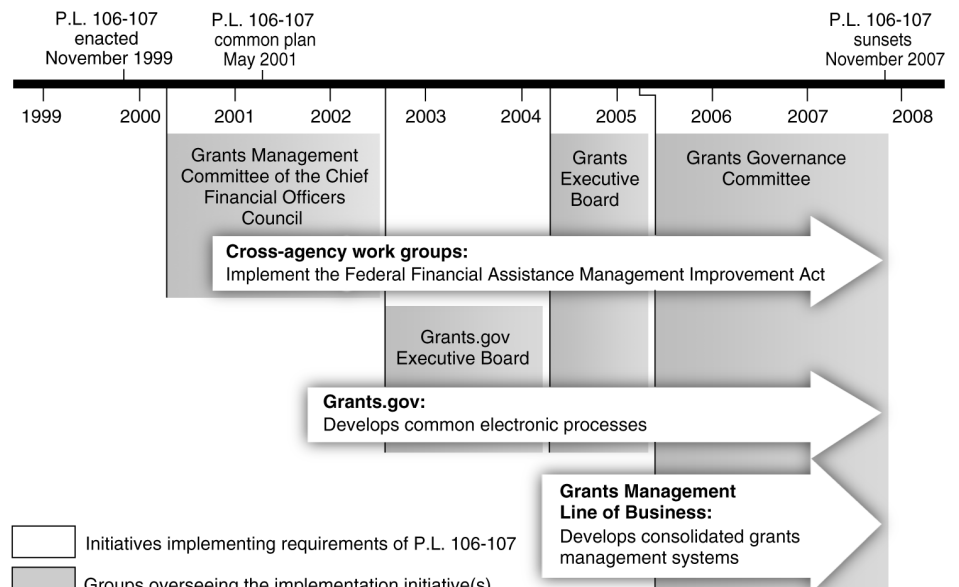 P.L. 106-107
enacted
November 1999
P.L. 106-107
common plan
May 2001
P.L. 106-107
sunsets
November 2007
1999
2000
2001
2002
2003
2004
2005
2006
2007
2008
Grants Management
Committee of the Chief
Financial Officers
Council
Grants
Executive
Board
Grants Governance
Committee
Cross-agency work groups:
Implement the Federal Financial Assistance Management Improvement Act
Grants.gov
Executive Board
Grants.gov:
Develops common electronic processes
Grants Management
Line of Business:
Develops consolidated grants
management systems
Initiatives implementing requirements of P.L. 106-107
Groups overseeing the implementation initiative(s)